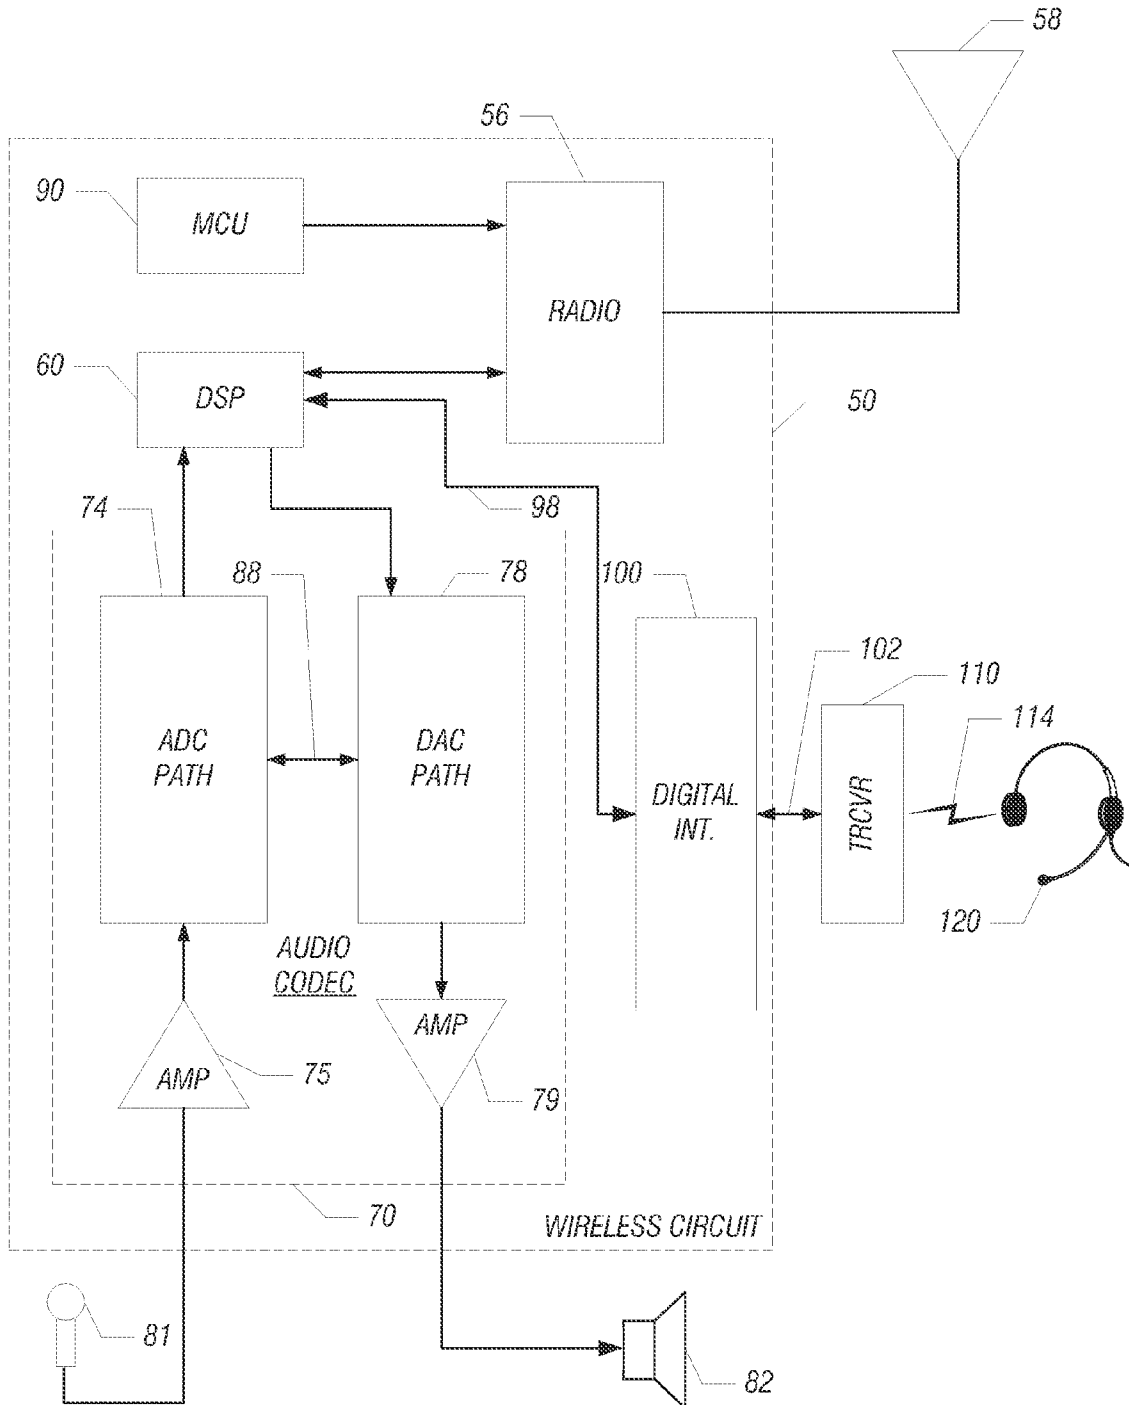 58
56
90
MCU
RADIO
60
DSP
50
74
98
88
78
100
102
110
114
ADC
PATH
DAC
PATH
DIGITAL
INT.
TRCVR
120
AUDIO
CODEC
AMP
AMP
75
79
70
WIRELESS CIRCUIT
81
82